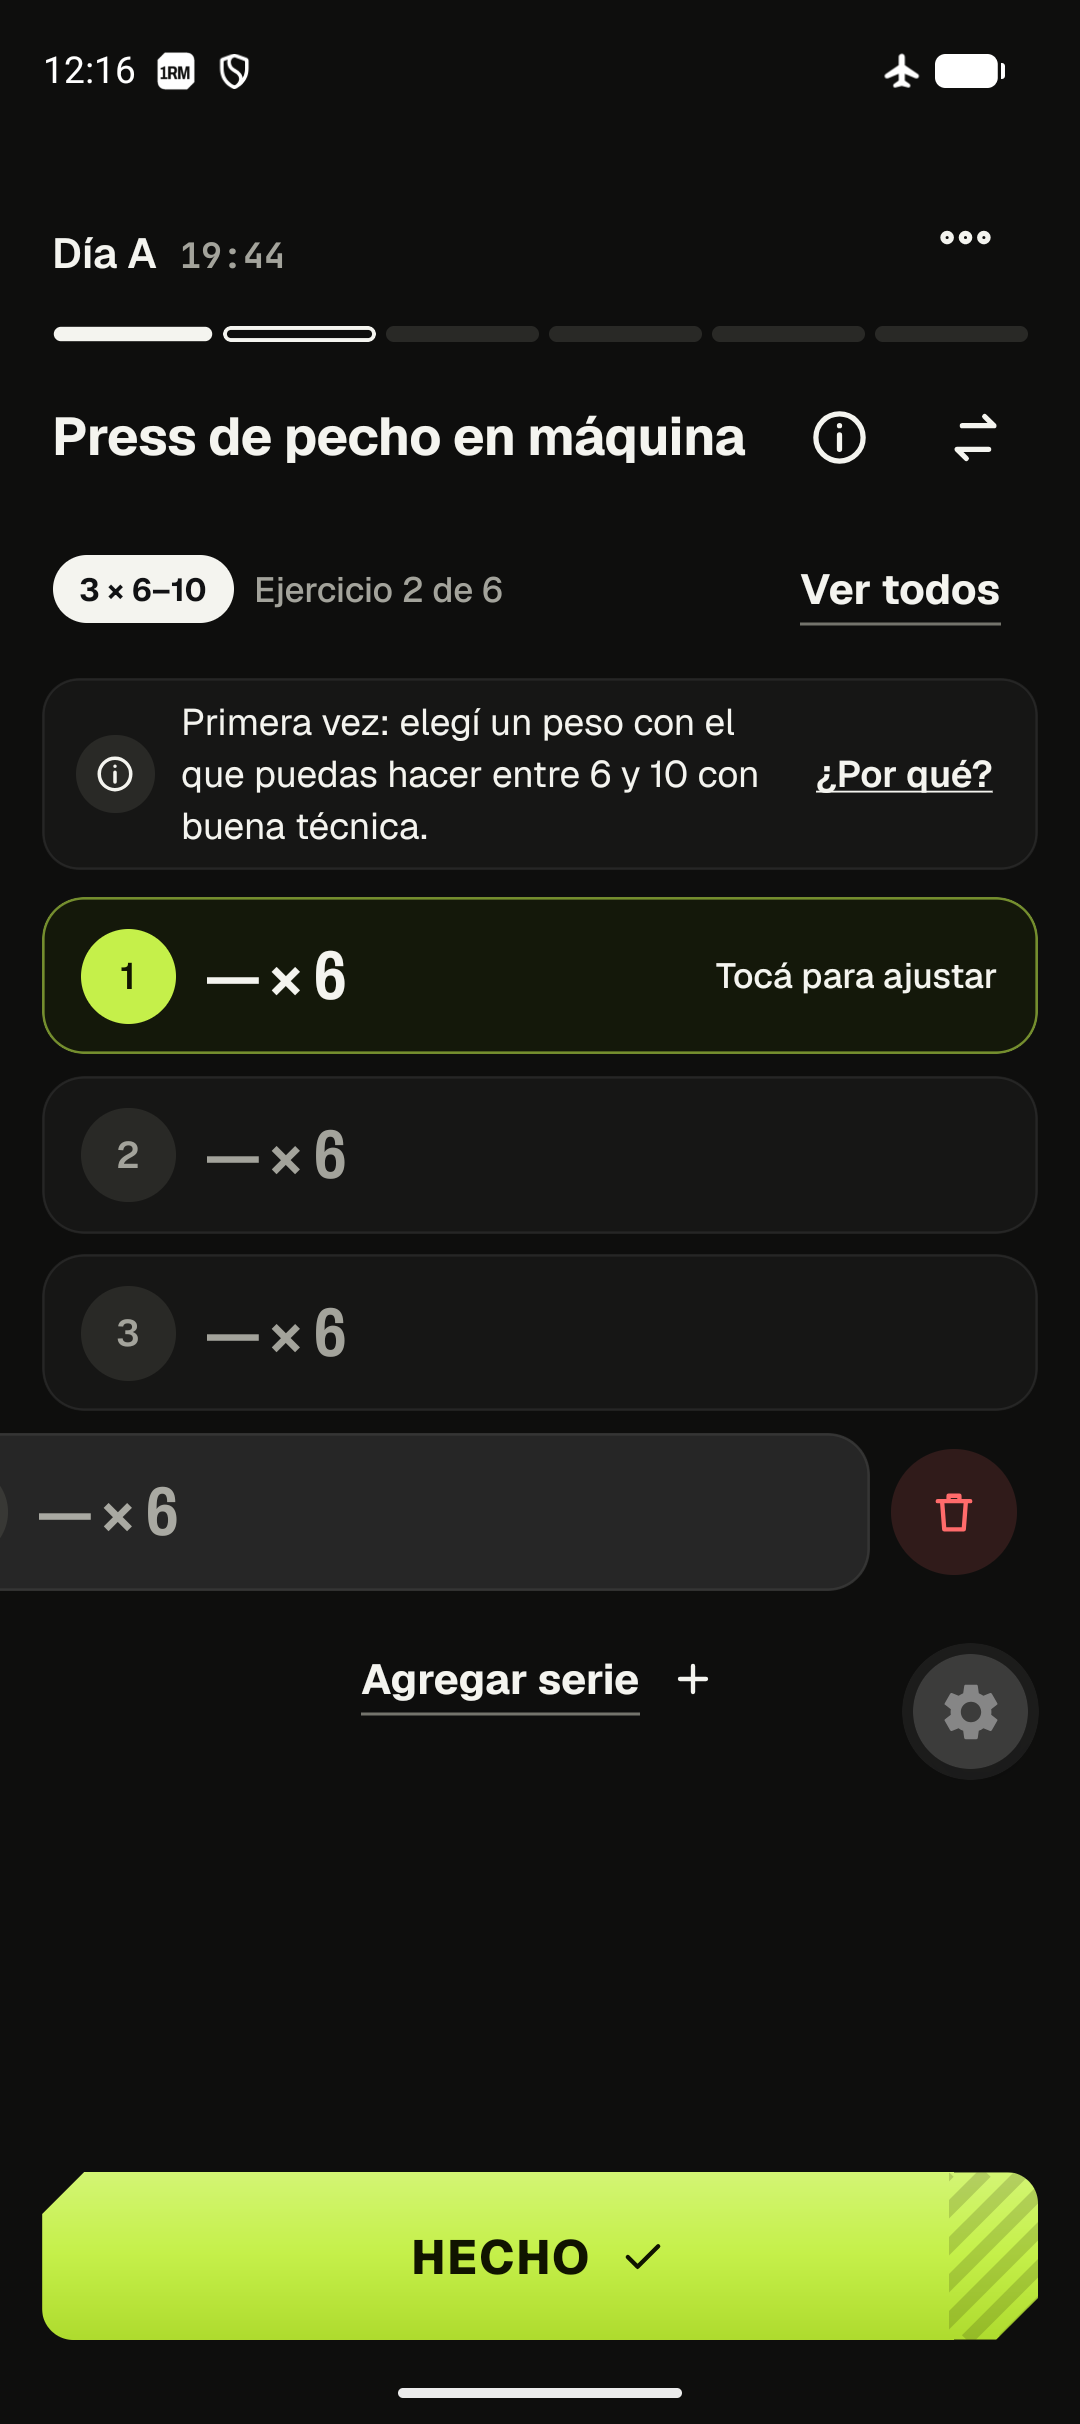 12:16 1RM
Día A 19:44
Press de pecho en máquina
3 × 6–10 Ejercicio 2 de 6 Ver todos
Primera vez: elegí un peso con el
que puedas hacer entre 6 y 10 con
buena técnica.
¿Por qué?
1 — × 6 Tocá para ajustar
2 — × 6
3 — × 6
— × 6
Agregar serie +
HECHO